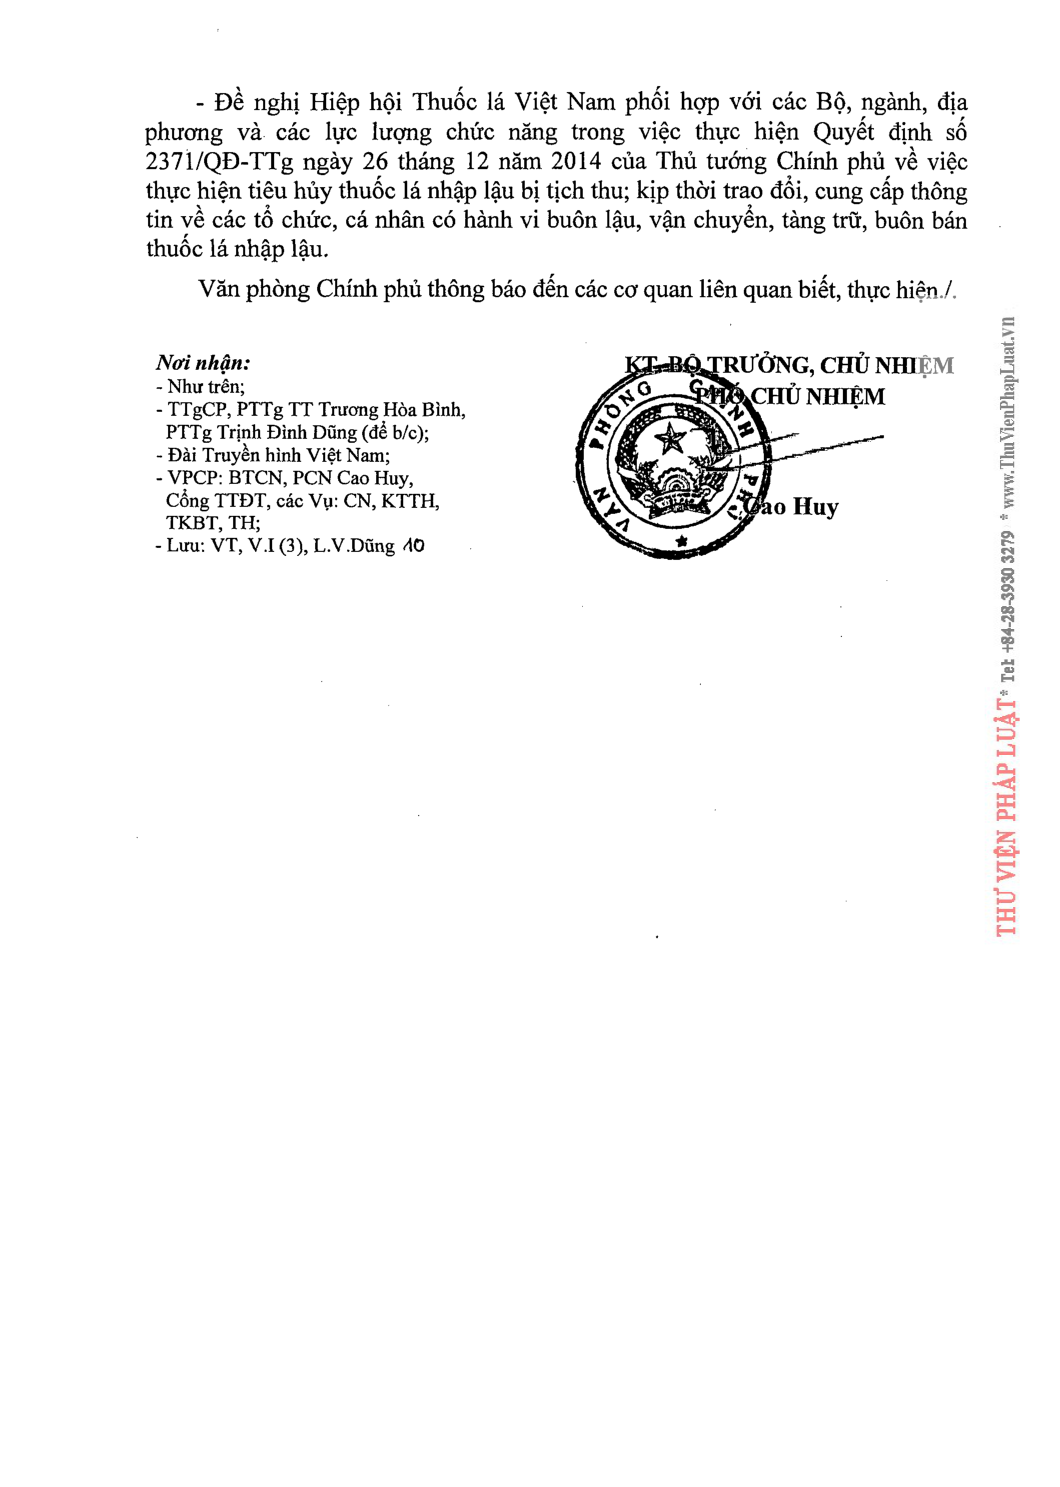 - Đề nghị Hiệp hội Thuốc lá Việt Nam phối hợp với các Bộ, ngành, địa
phương và các lực lượng chức năng trong việc thực hiện Quyết định số
2371/QĐ-TTg ngày 26 tháng 12 năm 2014 của Thủ tướng Chính phủ về việc
thực hiện tiêu hủy thuốc lá nhập lậu bị tịch thu; kịp thời trao đổi, cung cấp thông
tin về các tổ chức, cá nhân có hành vi buôn lậu, vận chuyển, tàng trữ, buôn bán
thuốc lá nhập lậu.
Văn phòng Chính phủ thông báo đến các cơ quan liên quan biết, thực hiện./.
Nơi nhận:
- Như trên;
- TTgCP, PTTg TT Trương Hòa Bình,
PTTg Trịnh Đình Dũng (để b/c);
- Đài Truyền hình Việt Nam;
- VPCP: BTCN, PCN Cao Huy,
Cổng TTĐT, các Vụ: CN, KTTH,
TKBT, TH;
- Lưu: VT, V.I (3), L.V.Dũng 10
KT. BỘ TRƯỞNG, CHỦ NHIỆM
PHÓ CHỦ NHIỆM
VĂN PHÒNG CHÍNH PHỦ
Cao Huy
THƯ VIỆN PHÁP LUẬT * Tel: +84-28-3930 3279 * www.ThuVienPhapLuat.vn